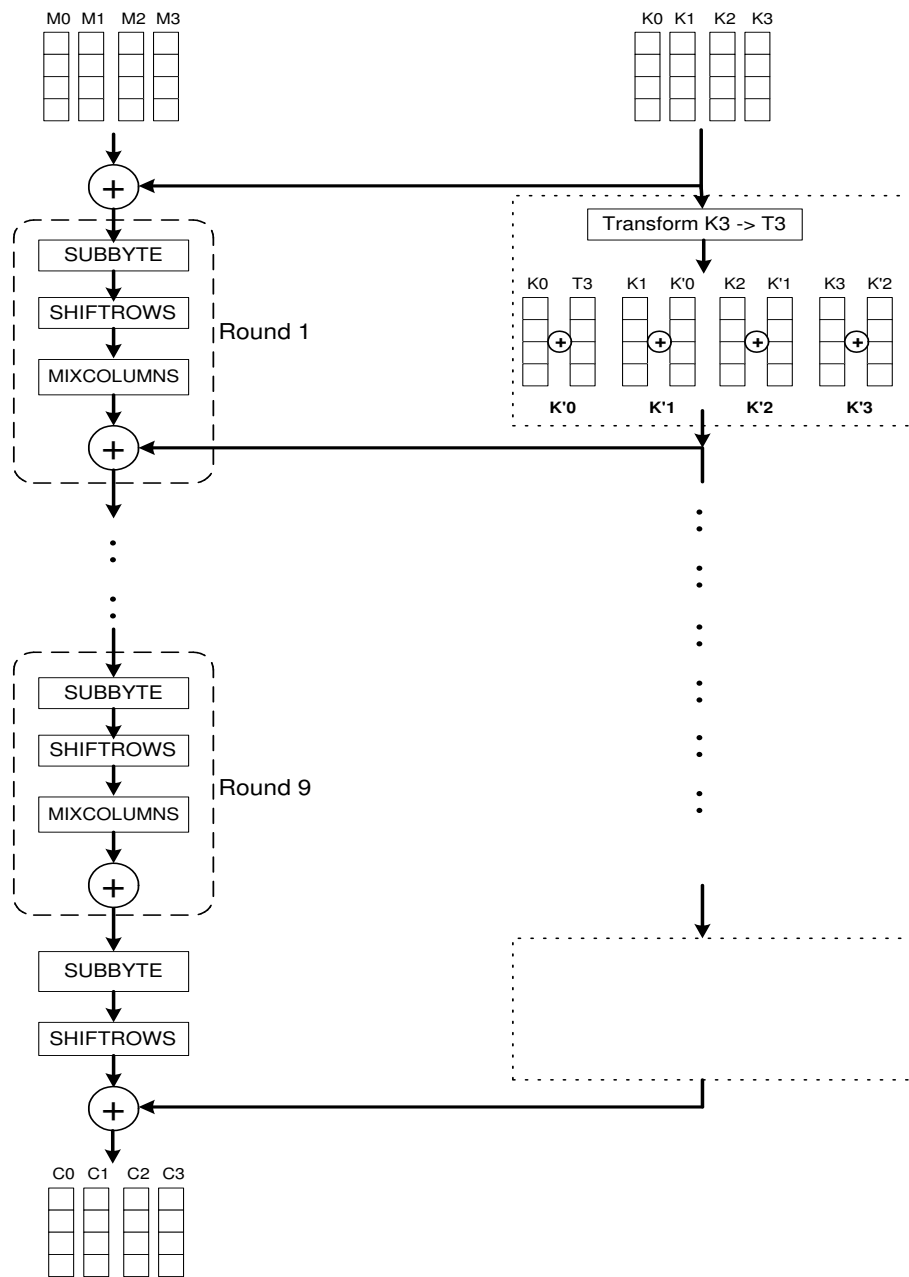 M0 M1 M2 M3
K0 K1 K2 K3
+
Transform K3 -> T3
SUBBYTE
SHIFTROWS
MIXCOLUMNS
+
Round 1
K0 T3 K1 K'0 K2 K'1 K3 K'2
+ + + +
K'0 K'1 K'2 K'3
SUBBYTE
SHIFTROWS
MIXCOLUMNS
+
Round 9
SUBBYTE
SHIFTROWS
+
C0 C1 C2 C3